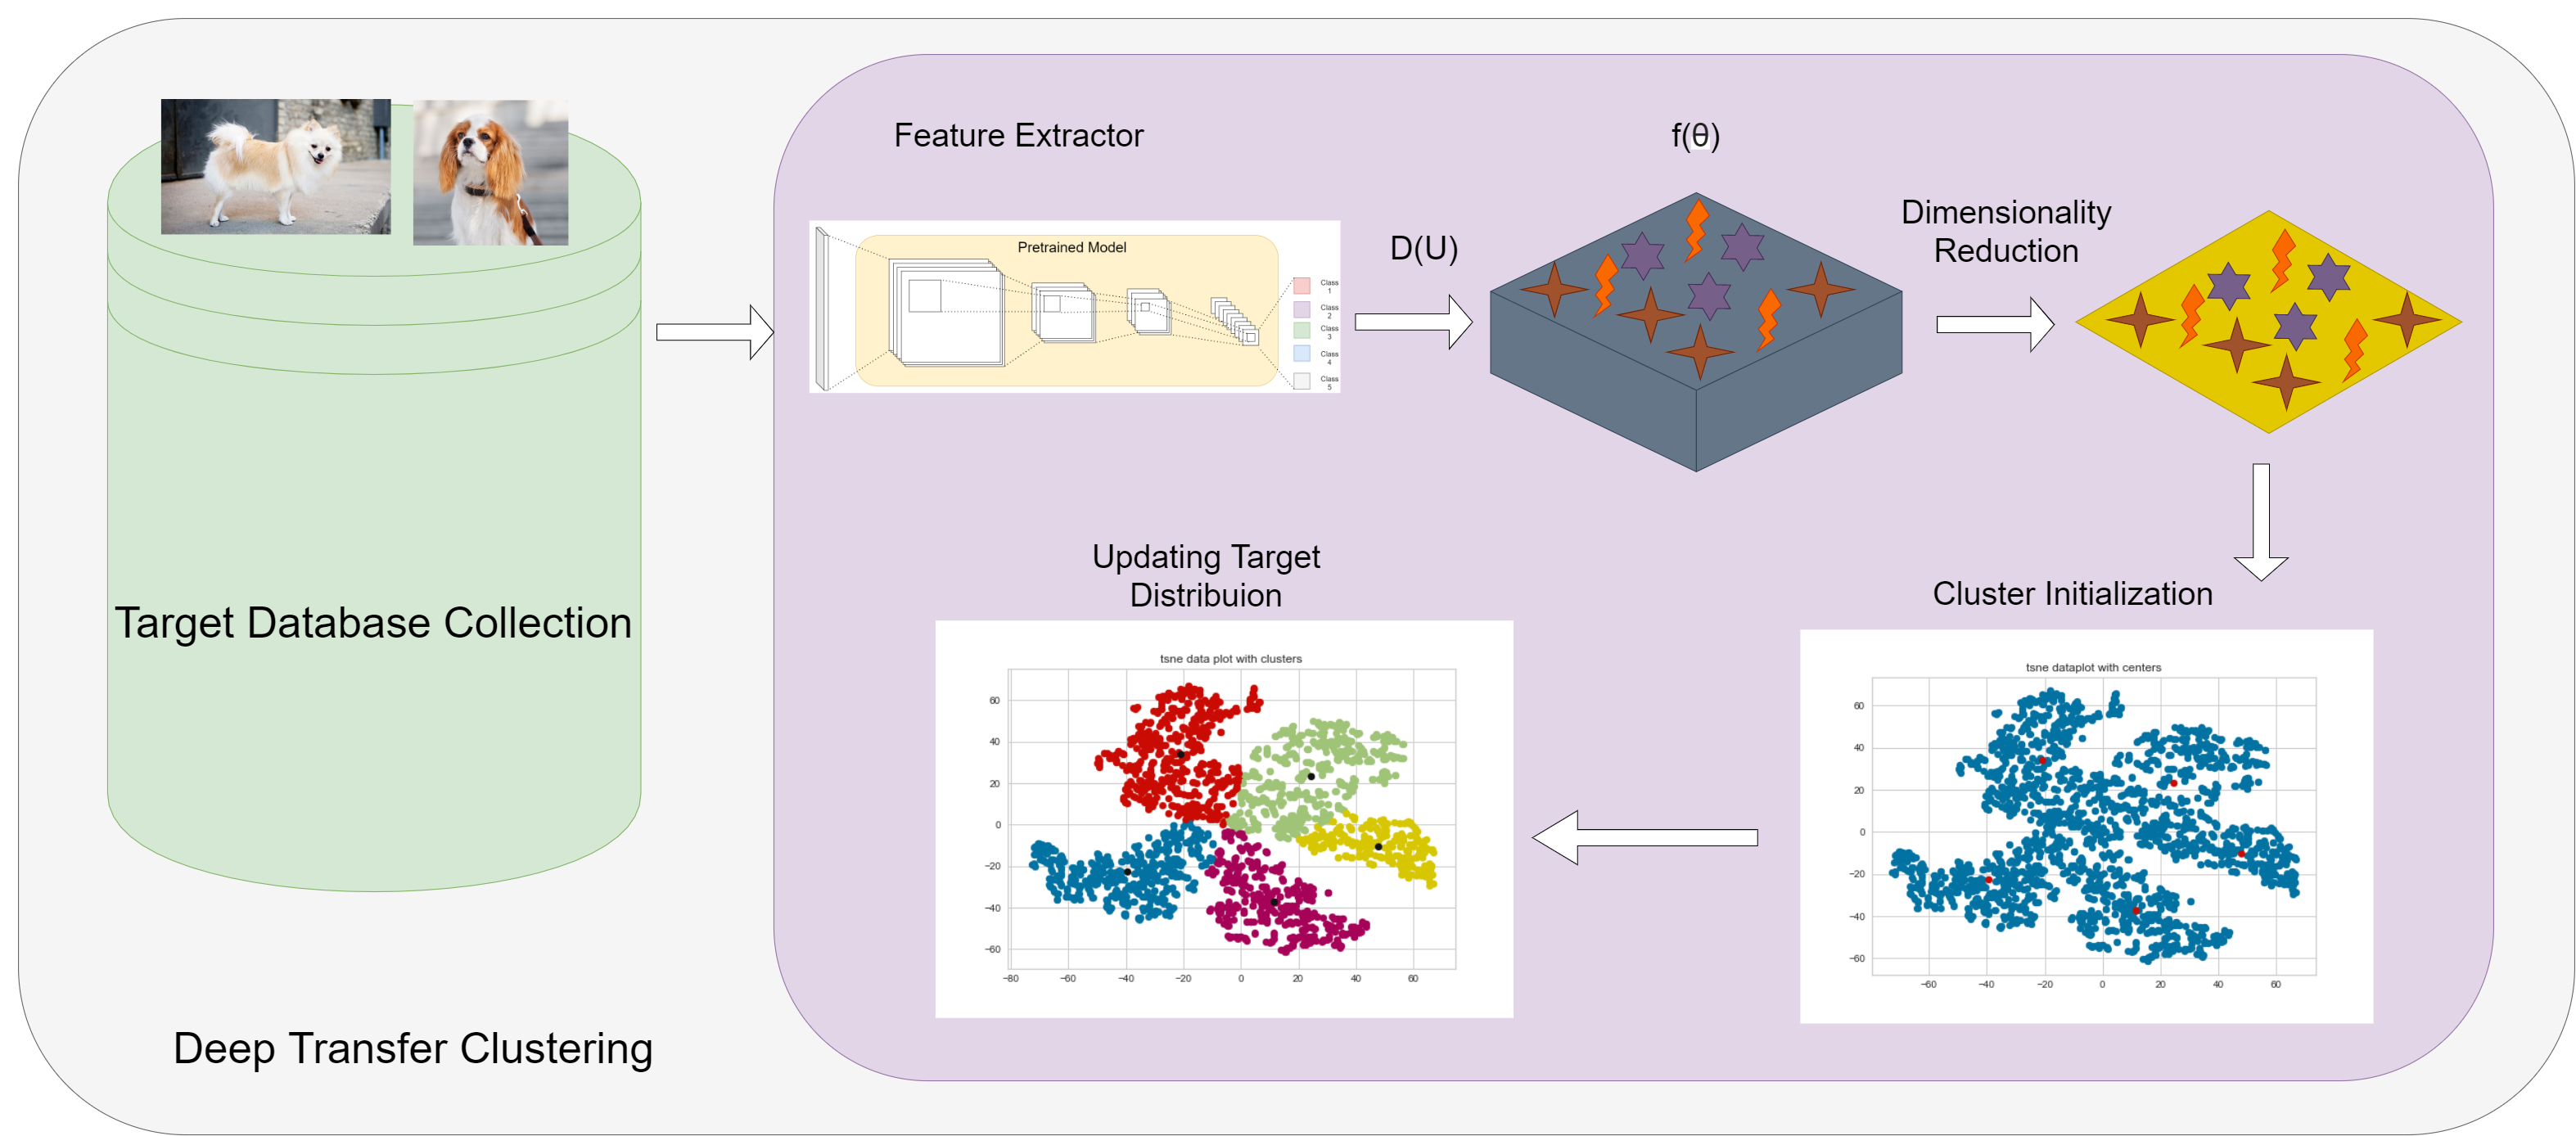 Feature Extractor
f(θ)
Dimensionality
Reduction
D(U)
Pretrained Model
Class
1
Class
2
Class
3
Class
4
Class
5
Target Database Collection
Deep Transfer Clustering
Updating Target
Distribuion
tsne data plot with clusters
60
40
20
0
−20
−40
−60
−80 −60 −40 −20 0 20 40 60
Cluster Initialization
tsne dataplot with centers
60
40
20
0
−20
−40
−60
−60 −40 −20 0 20 40 60